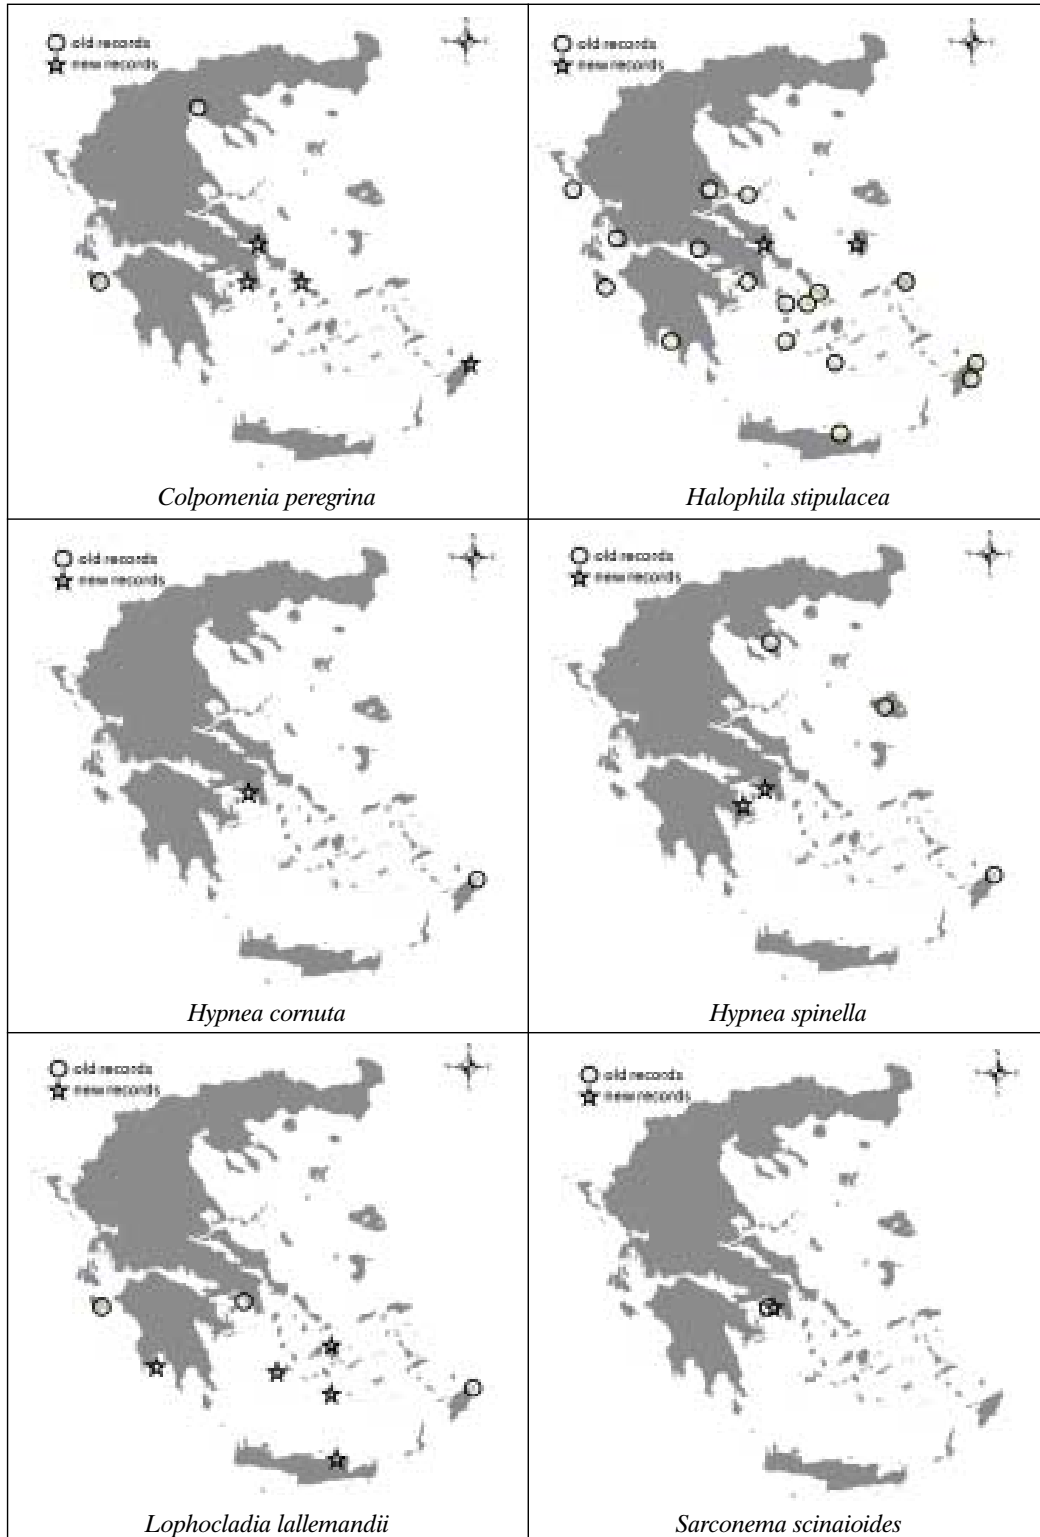 old records
new records
Colpomenia peregrina
old records
new records
Halophila stipulacea
old records
new records
Hypnea cornuta
old records
new records
Hypnea spinella
old records
new records
Lophocladia lallemandii
old records
new records
Sarconema scinaioides